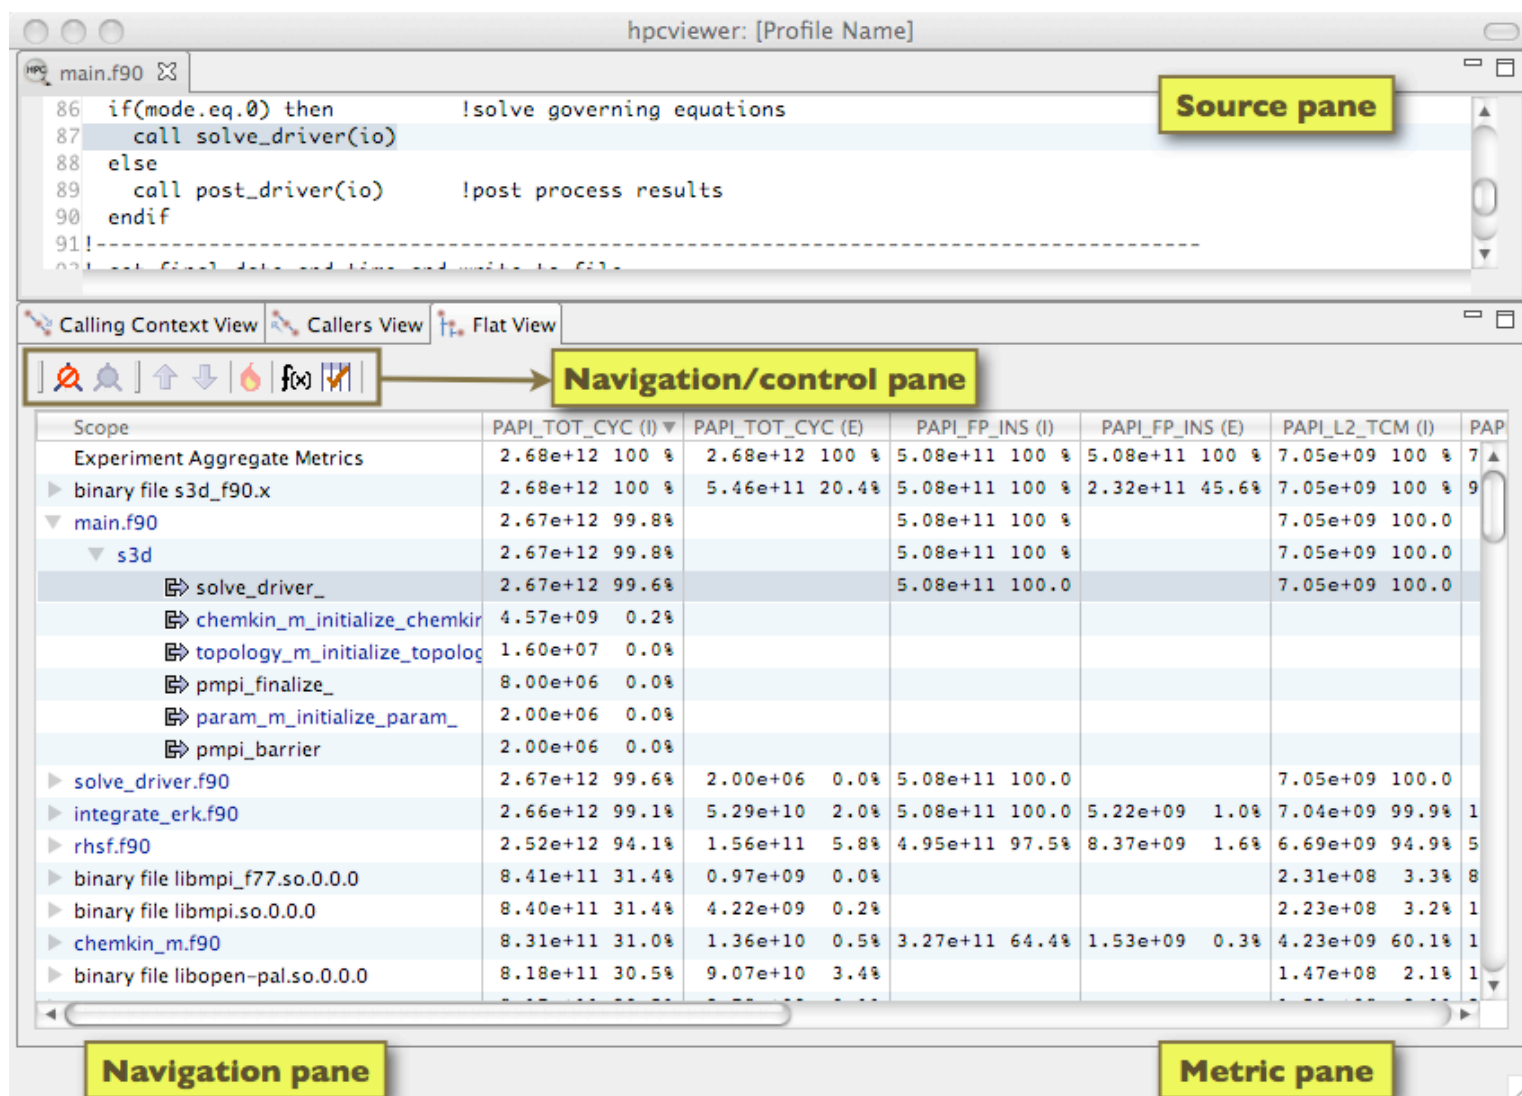 hpcviewer: [Profile Name]
HPC main.f90
Source pane
86 if(mode.eq.0) then !solve governing equations
87 call solve_driver(io)
88 else
89 call post_driver(io) !post process results
90 endif
91 !----------------------------------------------------------------------------------------
Calling Context View Callers View Flat View
f(x)
Navigation/control pane
Scope PAPI_TOT_CYC (I) PAPI_TOT_CYC (E) PAPI_FP_INS (I) PAPI_FP_INS (E) PAPI_L2_TCM (I) PAP
Experiment Aggregate Metrics 2.68e+12 100 % 2.68e+12 100 % 5.08e+11 100 % 5.08e+11 100 % 7.05e+09 100 % 7
binary file s3d_f90.x 2.68e+12 100 % 5.46e+11 20.4% 5.08e+11 100 % 2.32e+11 45.6% 7.05e+09 100 % 9
main.f90 2.67e+12 99.8% 5.08e+11 100 % 7.05e+09 100.0
s3d 2.67e+12 99.8% 5.08e+11 100 % 7.05e+09 100.0
solve_driver_ 2.67e+12 99.6% 5.08e+11 100.0 7.05e+09 100.0
chemkin_m_initialize_chemkin 4.57e+09 0.2%
topology_m_initialize_topolog 1.60e+07 0.0%
pmpi_finalize_ 8.00e+06 0.0%
param_m_initialize_param_ 2.00e+06 0.0%
pmpi_barrier 2.00e+06 0.0%
solve_driver.f90 2.67e+12 99.6% 2.00e+06 0.0% 5.08e+11 100.0 7.05e+09 100.0
integrate_erk.f90 2.66e+12 99.1% 5.29e+10 2.0% 5.08e+11 100.0 5.22e+09 1.0% 7.04e+09 99.9% 1
rhsf.f90 2.52e+12 94.1% 1.56e+11 5.8% 4.95e+11 97.5% 8.37e+09 1.6% 6.69e+09 94.9% 5
binary file libmpi_f77.so.0.0.0 8.41e+11 31.4% 0.97e+09 0.0% 2.31e+08 3.3% 8
binary file libmpi.so.0.0.0 8.40e+11 31.4% 4.22e+09 0.2% 2.23e+08 3.2% 1
chemkin_m.f90 8.31e+11 31.0% 1.36e+10 0.5% 3.27e+11 64.4% 1.53e+09 0.3% 4.23e+09 60.1% 1
binary file libopen-pal.so.0.0.0 8.18e+11 30.5% 9.07e+10 3.4% 1.47e+08 2.1% 1
Navigation pane
Metric pane